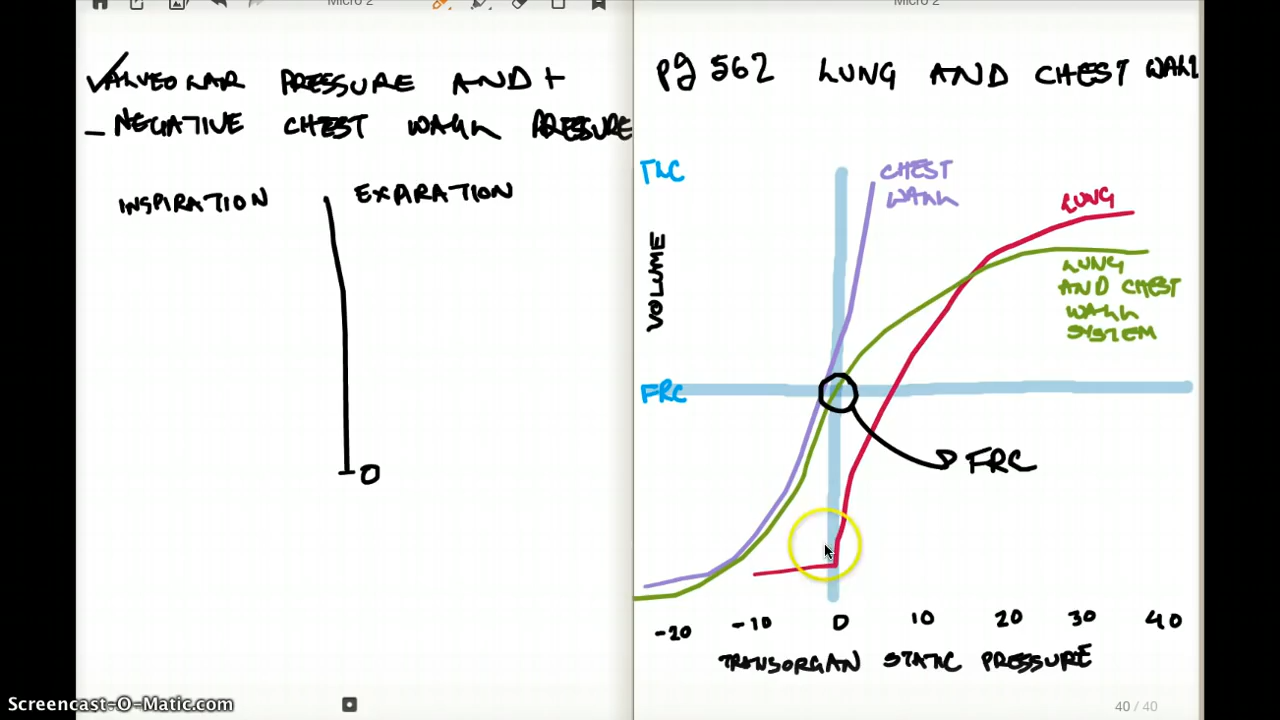 Micro 2
ALVEOLAR PRESSURE AND +
- NEGATIVE CHEST WALL PRESSURE
INSPIRATION
EXPIRATION
0
Micro 2
pg 562 LUNG AND CHEST WALL
TLC
CHEST
WALL
LUNG
VOLUME
LUNG
AND CHEST
WALL
SYSTEM
FRC
FRC
-20 -10 0 10 20 30 40
TRANSORGAN STATIC PRESSURE
40 / 40
Screencast-O-Matic.com